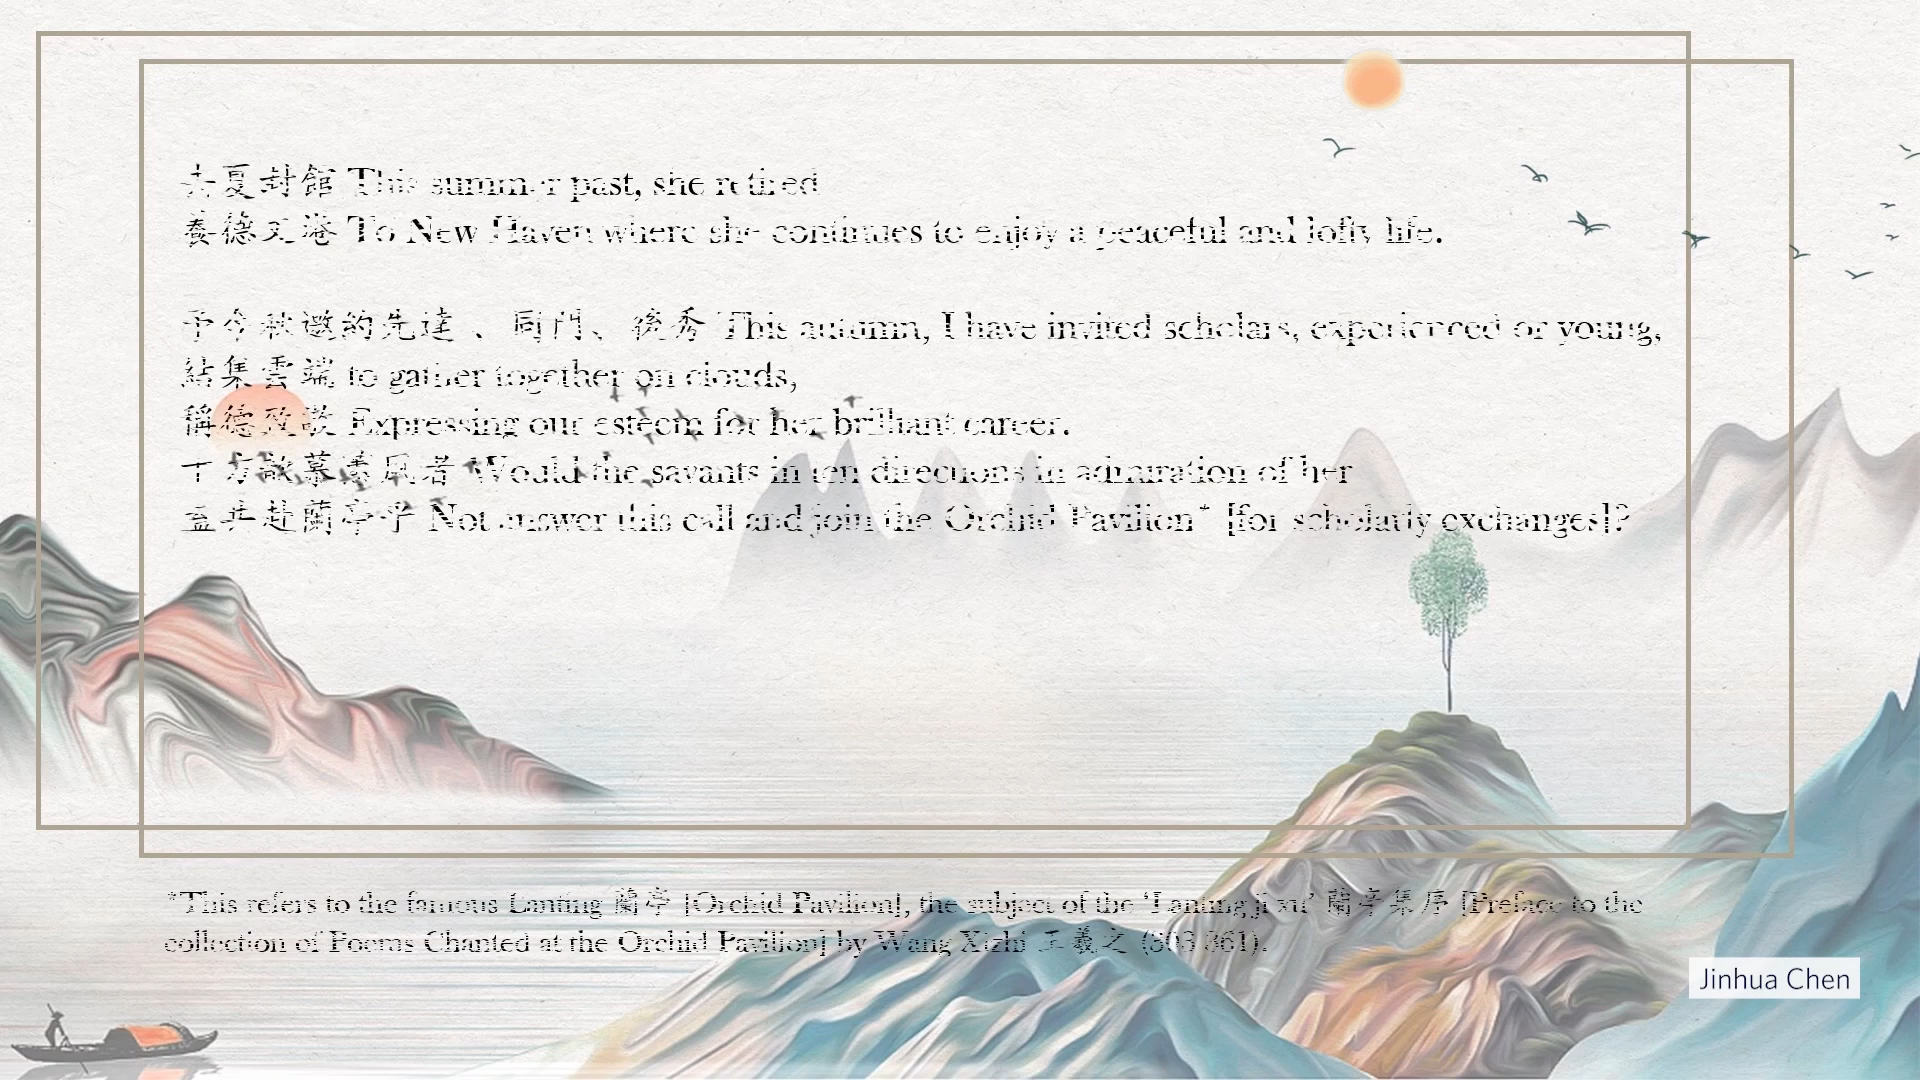 去夏封館 This summer past, she retired
養德文港 To New Haven where she continues to enjoy a peaceful and lofty life.
予今秋邀約先達、同門、後秀 This autumn, I have invited scholars, experienced or young,
結集雲端 to gather together on clouds,
稱德致敬 Expressing our esteem for her brilliant career.
十方散慕風者 Would the savants in ten directions in admiration of her
盍共赴蘭亭乎 Not answer this call and join the Orchid Pavilion* [for scholarly exchanges]?
*This refers to the famous Lanting 蘭亭 [Orchid Pavilion], the subject of the ‘Lanting ji xu’ 蘭亭集序 [Preface to the
collection of Poems Chanted at the Orchid Pavilion] by Wang Xizhi 王羲之 (303-361).
Jinhua Chen